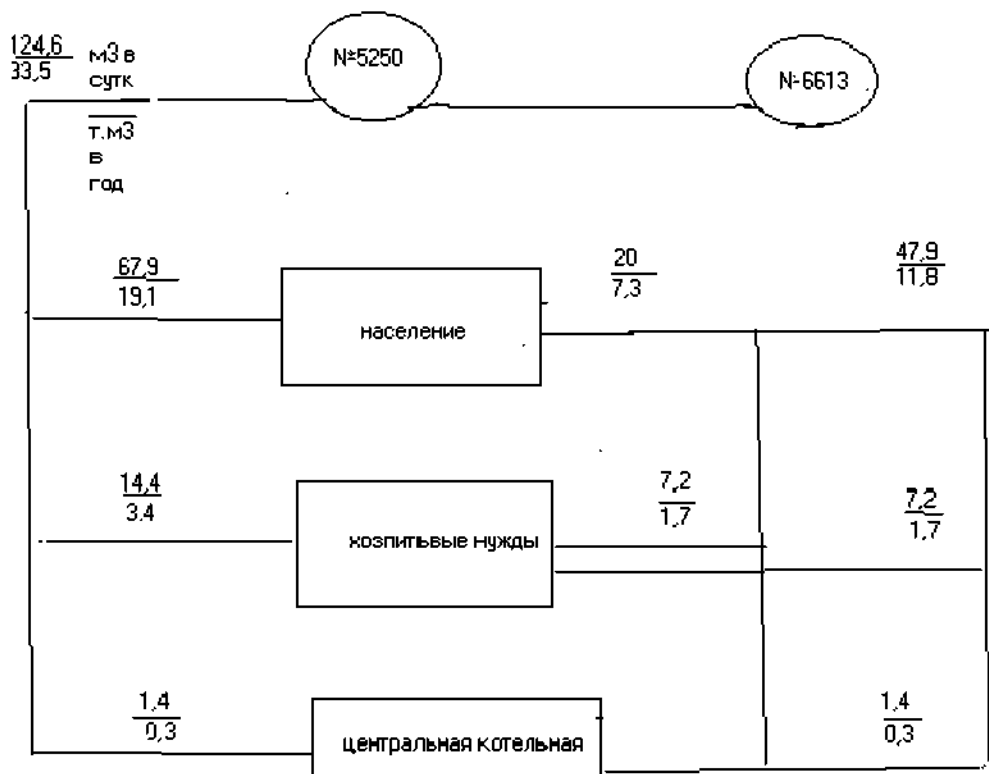 124,6 м3 в
33,5 сутк
т.м3
в
год
№5250
№6613
67,9
19,1
население
20
7,3
47,9
11,8
14,4
3,4
хозпитьвые нужды
7,2
1,7
7,2
1,7
1,4
0,3
центральная котельная
1,4
0,3